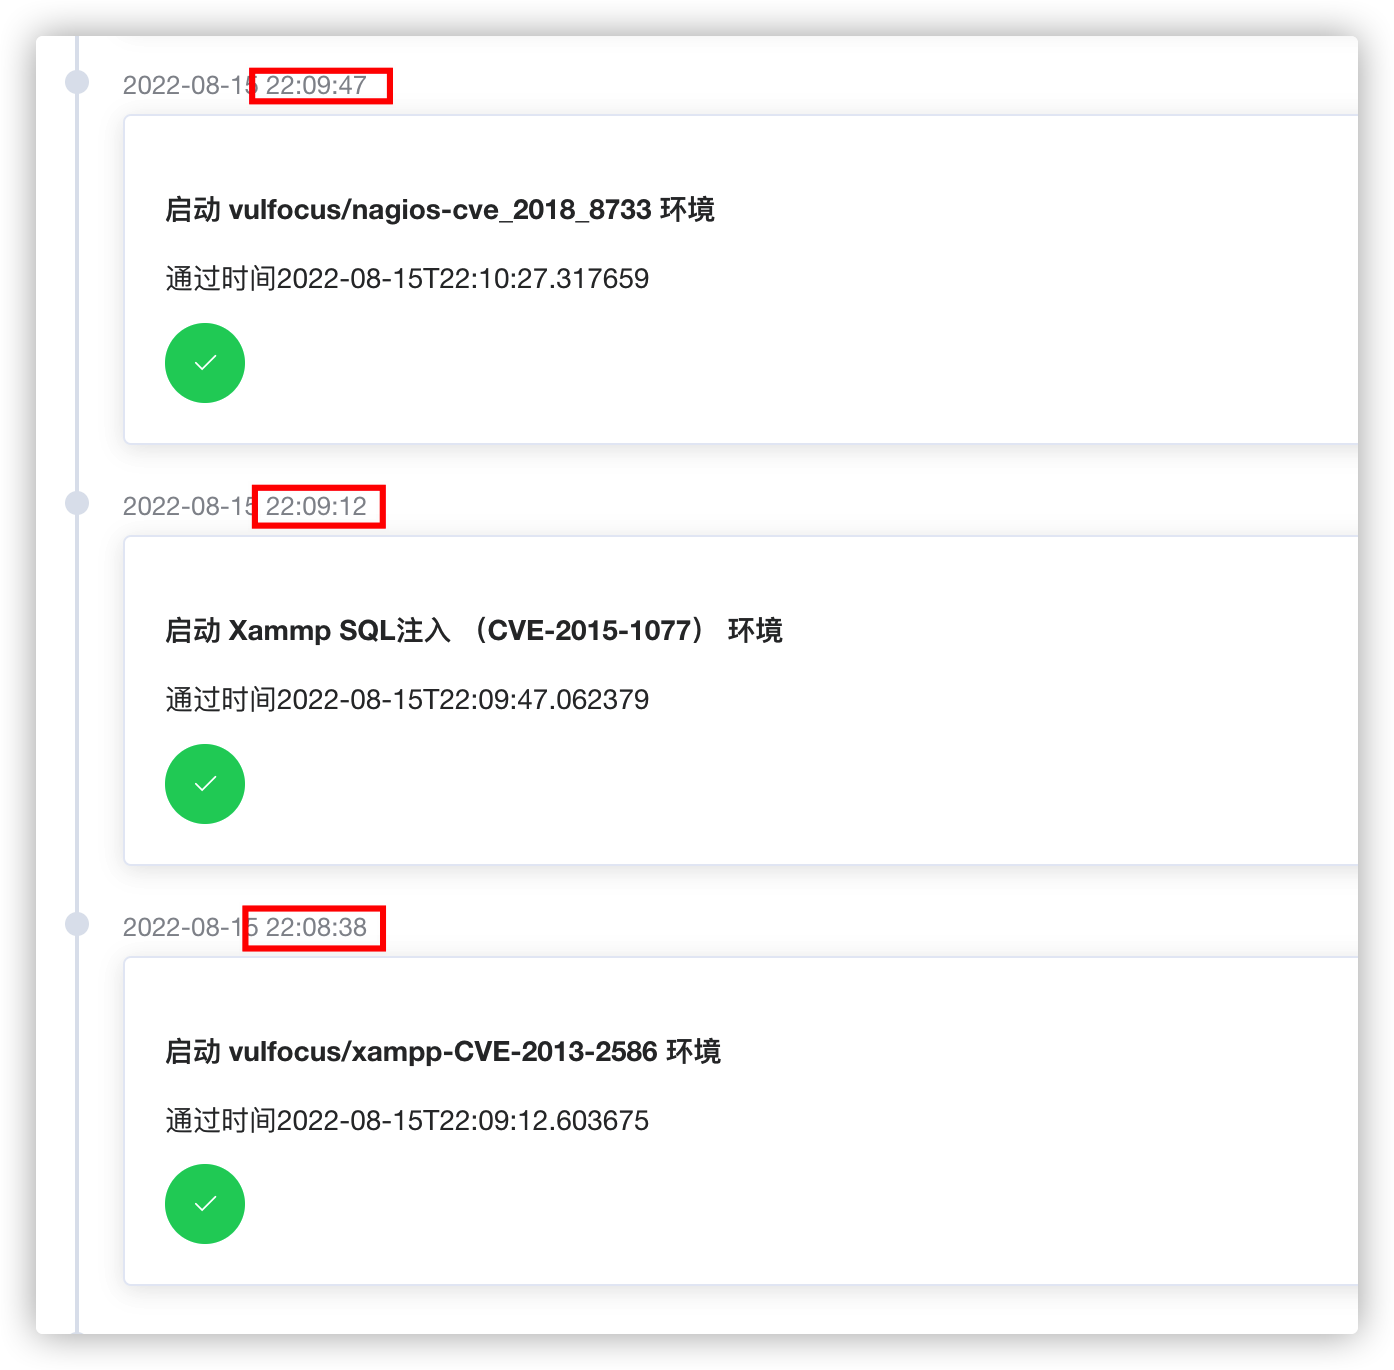 2022-08-15 22:09:47
启动 vulfocus/nagios-cve_2018_8733 环境
通过时间2022-08-15T22:10:27.317659
2022-08-15 22:09:12
启动 Xammp SQL注入 （CVE-2015-1077） 环境
通过时间2022-08-15T22:09:47.062379
2022-08-15 22:08:38
启动 vulfocus/xampp-CVE-2013-2586 环境
通过时间2022-08-15T22:09:12.603675